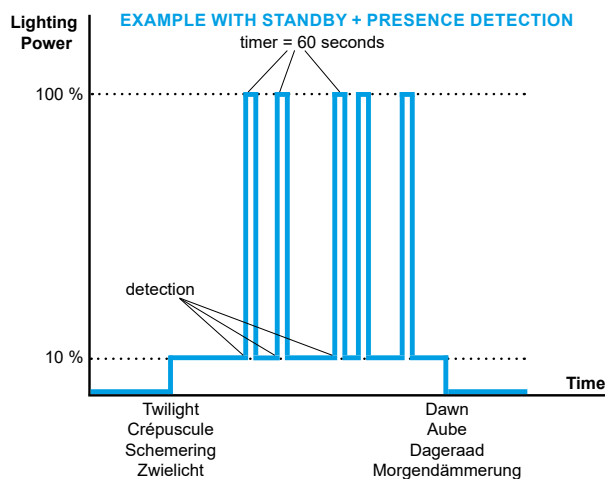 Lighting
Power
EXAMPLE WITH STANDBY + PRESENCE DETECTION
timer = 60 seconds
100 %
detection
10 %
Time
Twilight
Crépuscule
Schemering
Zwielicht
Dawn
Aube
Dageraad
Morgendämmerung